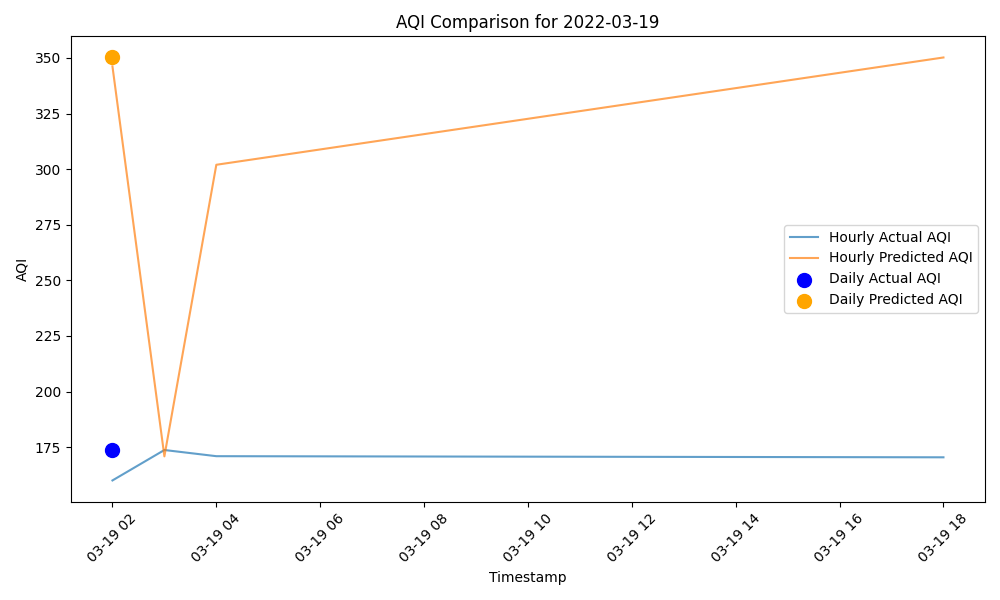 AQI Comparison for 2022-03-19
AQI
350
325
300
275
250
225
200
175
Hourly Actual AQI
Hourly Predicted AQI
Daily Actual AQI
Daily Predicted AQI
03-19 02
03-19 04
03-19 06
03-19 08
03-19 10
03-19 12
03-19 14
03-19 16
03-19 18
Timestamp